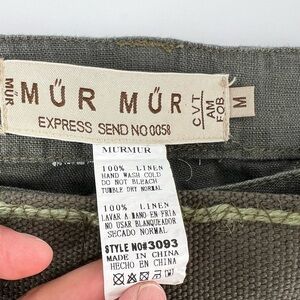 MŰR
MŰR MŰR
EXPRESS SEND NO 0058
C.V.T.
AM
FOB
M
MURMUR
100% LINEN
HAND WASH COLD
DO NOT BLEACH
TUMBLE DRY NORMAL
100% LINEN
LAVAR A MANO EN FRIA
NO USAR BLANQUEADOR
SECADO NORMAL
STYLE NO#3093
MADE IN CHINA
HECHO EN CHINA